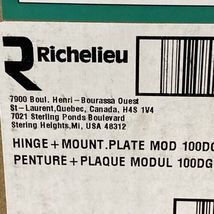 Richelieu
7900 Boul. Henri-Bourassa Ouest
St-Laurent,Quebec, Canada, H4S 1V4
7021 Sterling Ponds Boulevard
Stering Heights,Mi, USA 48312
HINGE+MOUNT.PLATE MOD 100DG
PENTURE+PLAQUE MODUL 100DG